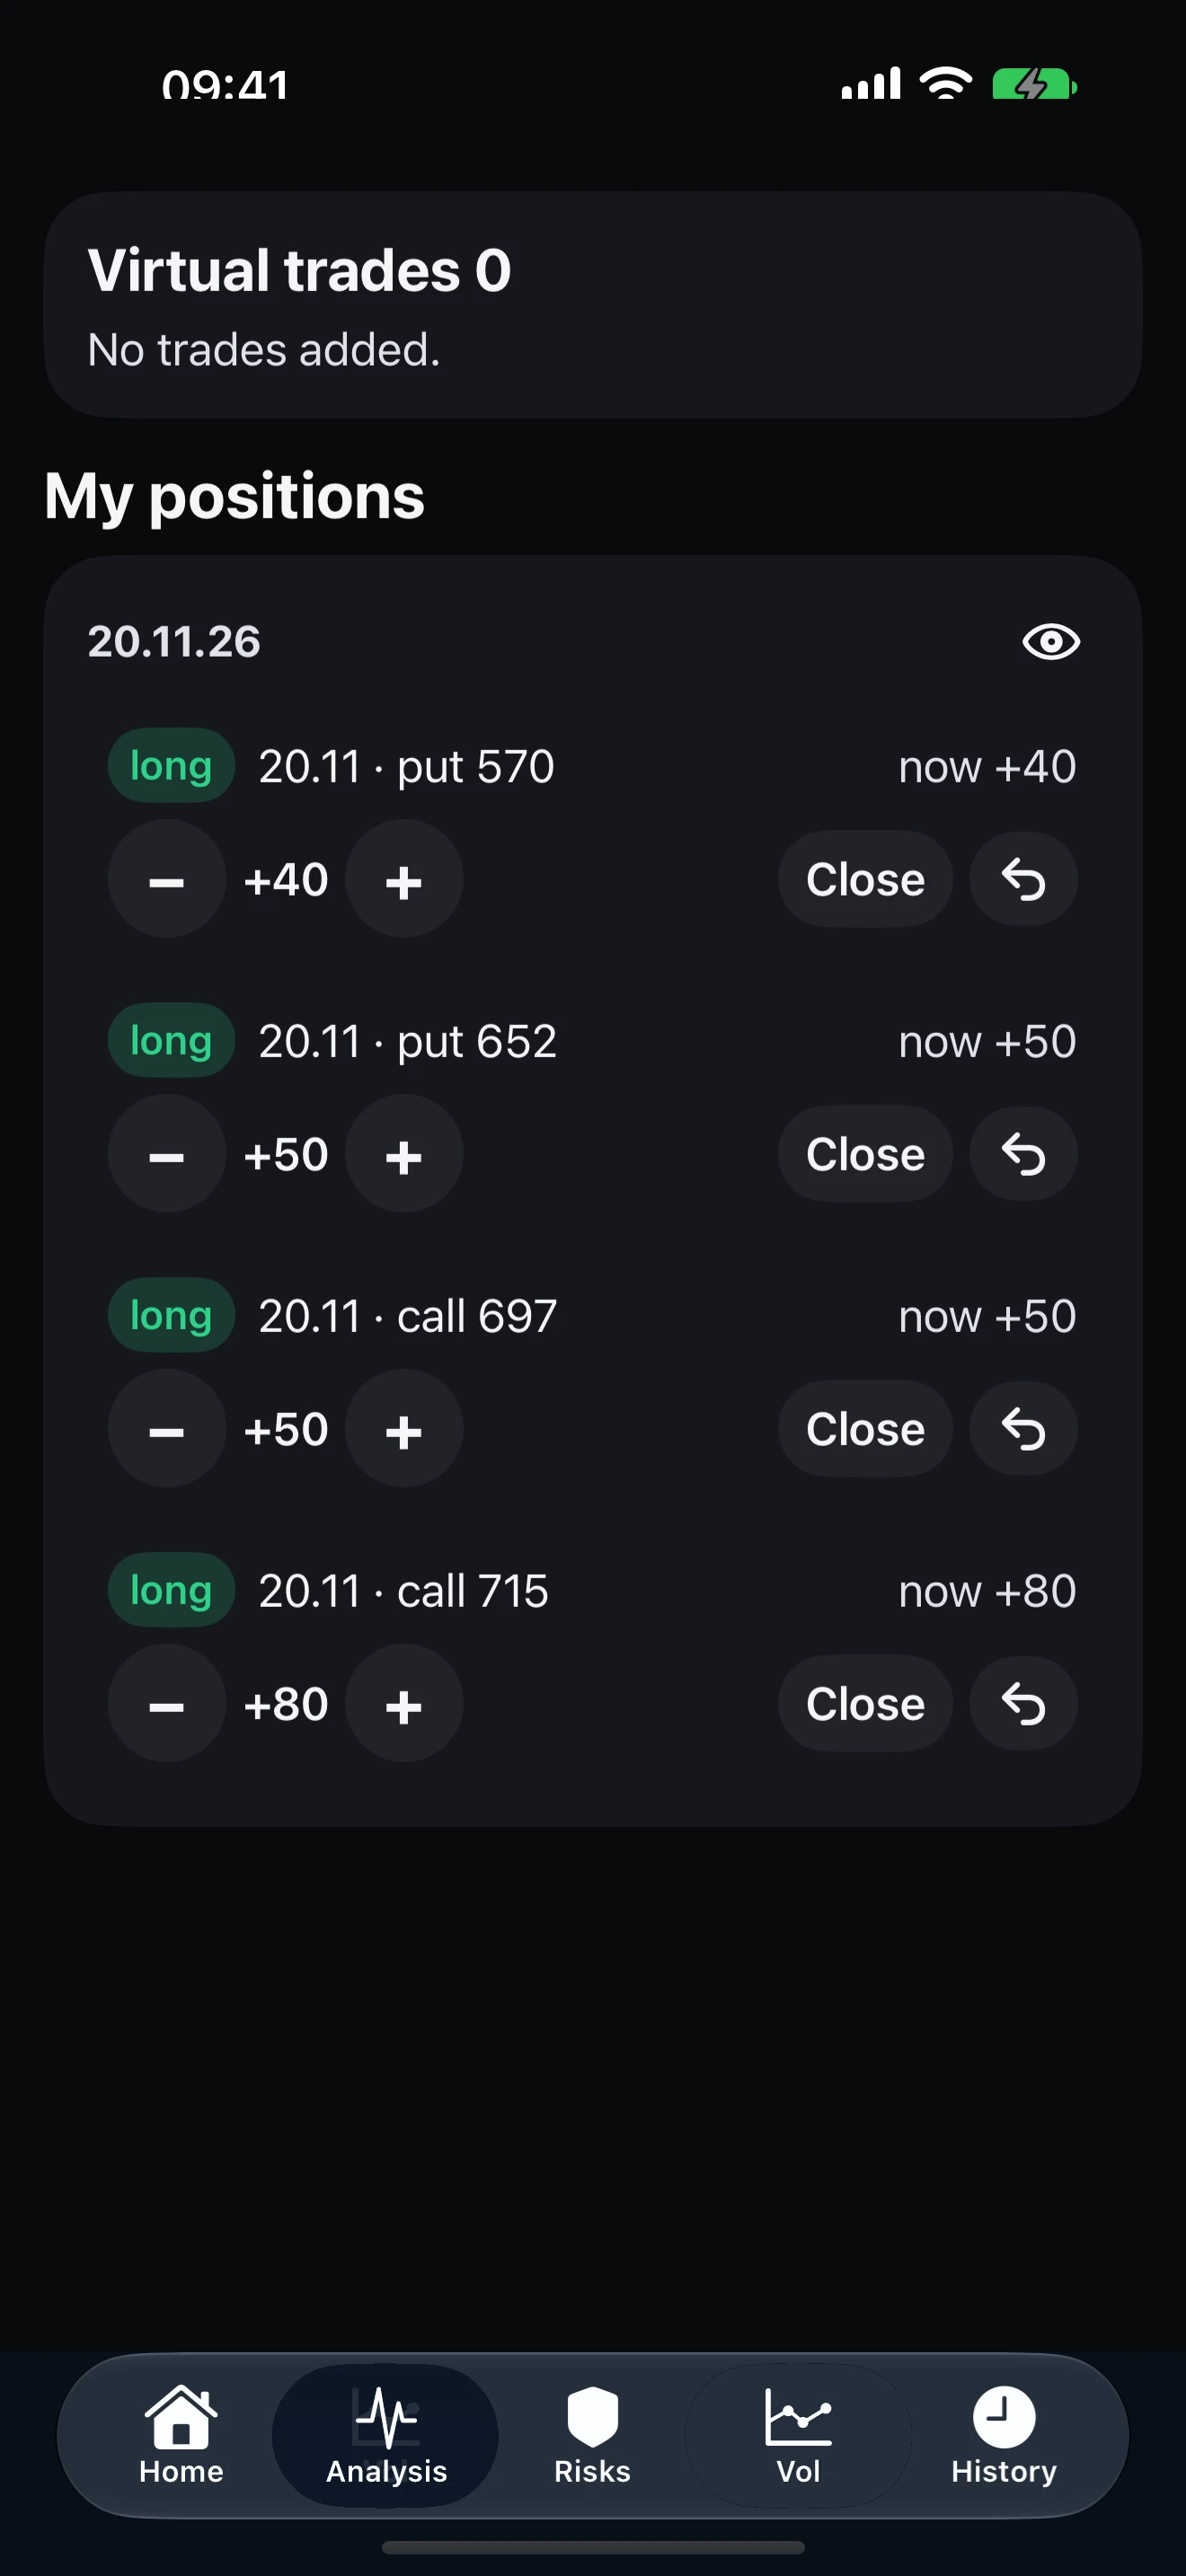 09:41
Virtual trades 0
No trades added.
My positions
20.11.26
long 20.11 · put 570 now +40
− +40 + Close
long 20.11 · put 652 now +50
− +50 + Close
long 20.11 · call 697 now +50
− +50 + Close
long 20.11 · call 715 now +80
− +80 + Close
Home Analysis Risks Vol History